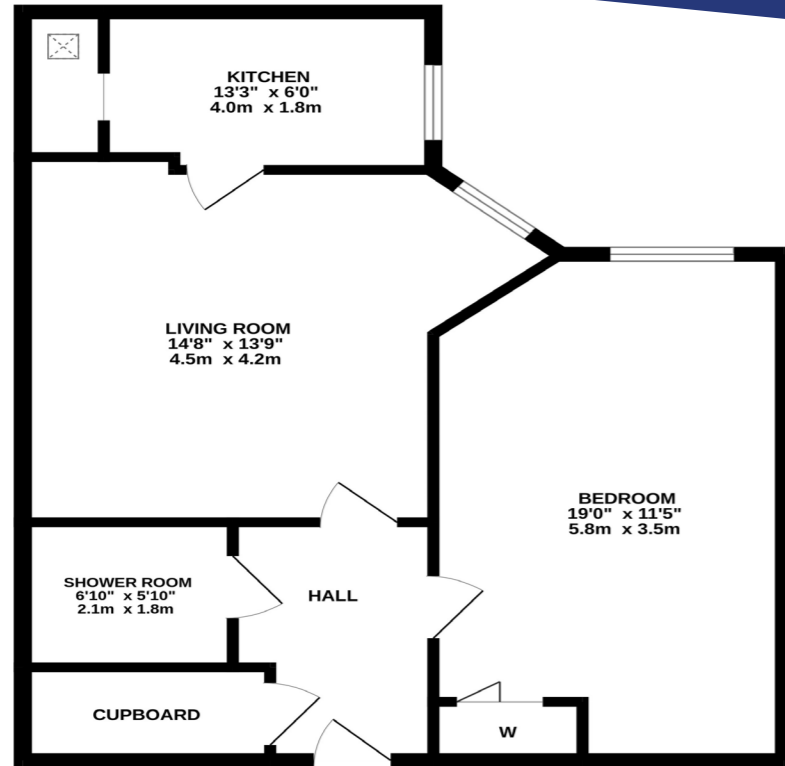 KITCHEN
13'3" x 6'0"
4.0m x 1.8m
LIVING ROOM
14'8" x 13'9"
4.5m x 4.2m
BEDROOM
19'0" x 11'5"
5.8m x 3.5m
SHOWER ROOM
6'10" x 5'10"
2.1m x 1.8m
HALL
CUPBOARD
W